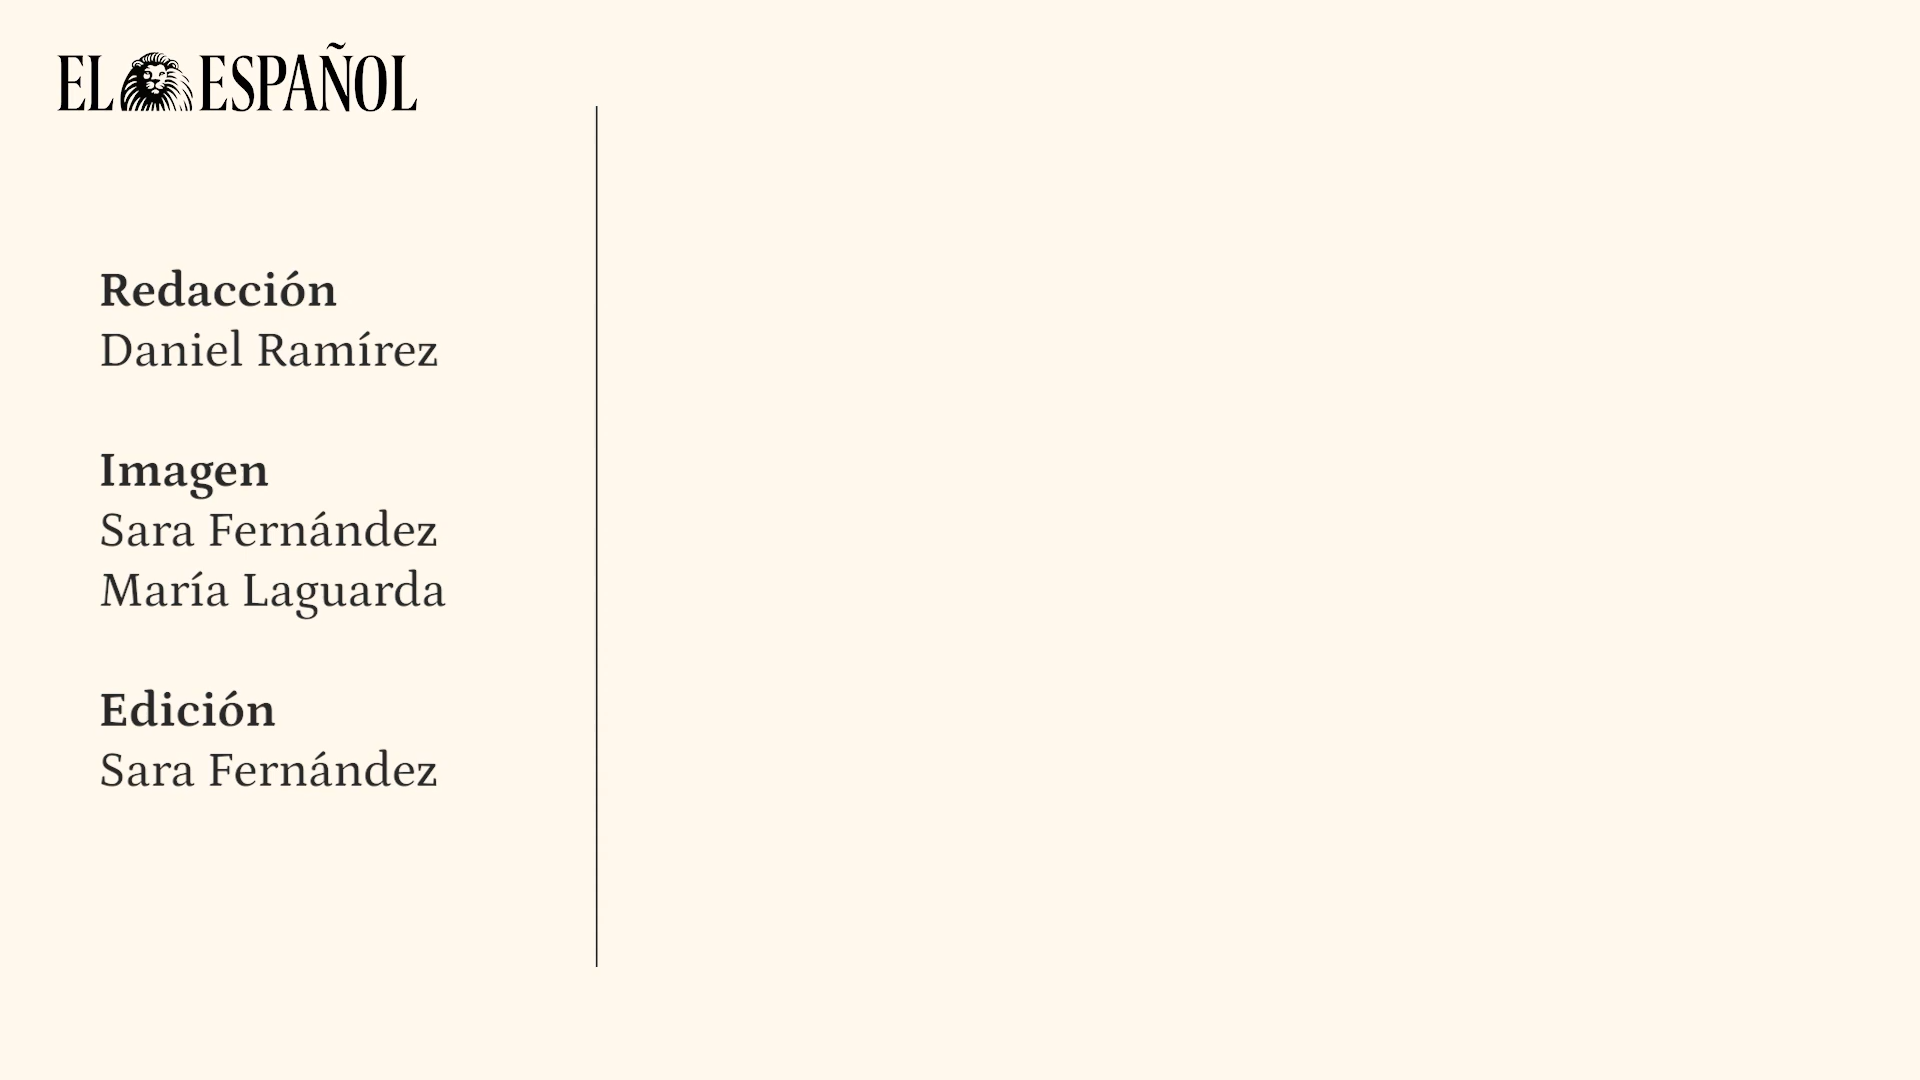 EL ESPAÑOL
Redacción
Daniel Ramírez
Imagen
Sara Fernández
María Laguarda
Edición
Sara Fernández